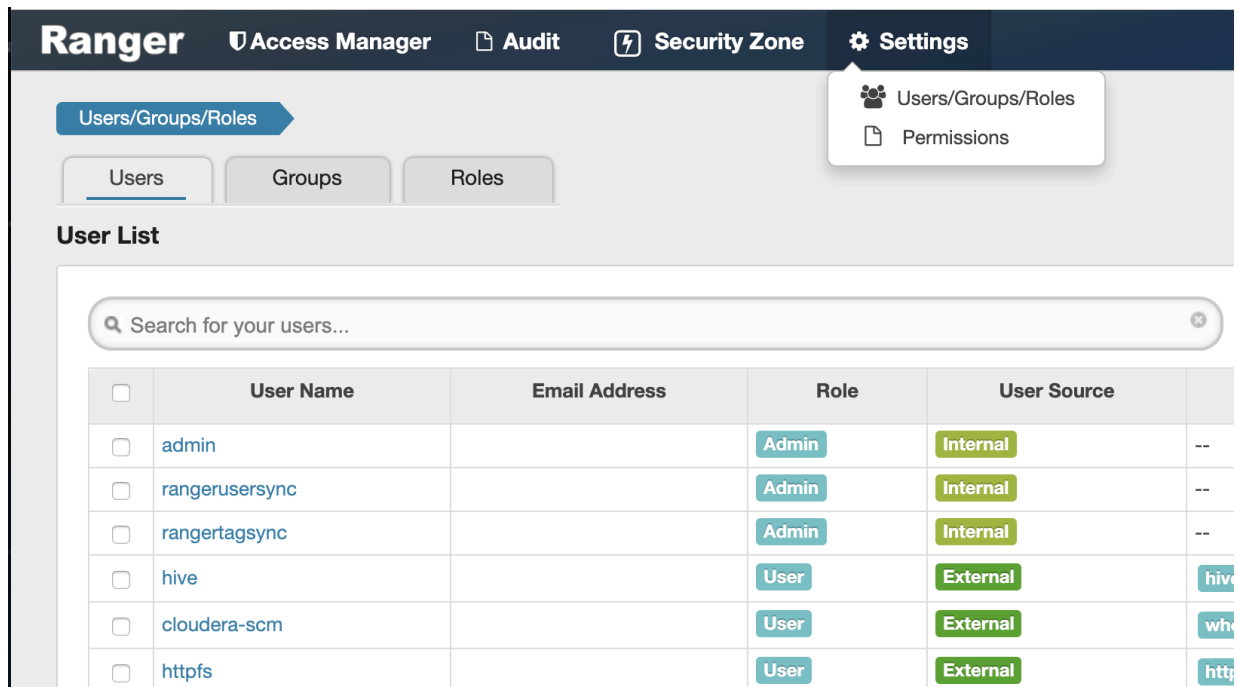 Ranger Access Manager Audit Security Zone Settings
Users/Groups/Roles
Permissions
Users/Groups/Roles
Users Groups Roles
User List
Search for your users...
User Name Email Address Role User Source
admin Admin Internal --
rangerusersync Admin Internal --
rangertagsync Admin Internal --
hive User External
cloudera-scm User External
httpfs User External